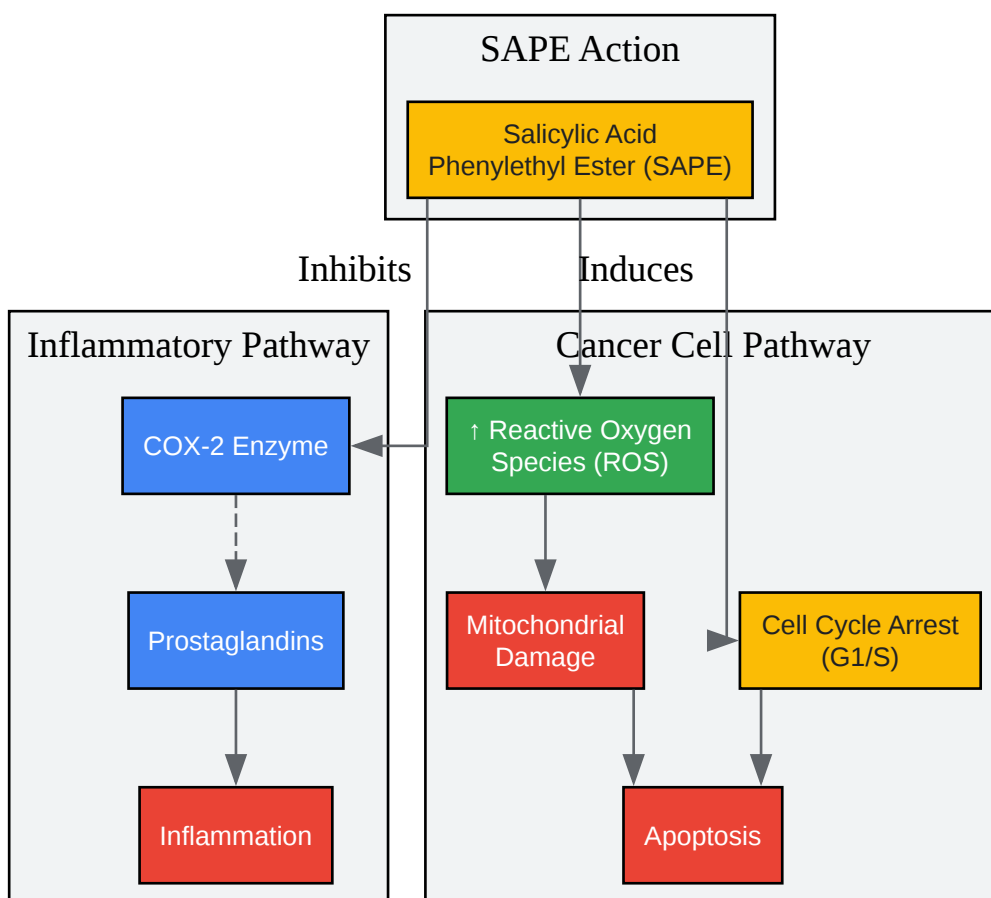 SAPE Action
Salicylic Acid
Phenylethyl Ester (SAPE)
Inhibits
Induces
Inflammatory Pathway
COX-2 Enzyme
Prostaglandins
Inflammation
Cancer Cell Pathway
↑ Reactive Oxygen
Species (ROS)
Mitochondrial
Damage
Cell Cycle Arrest
(G1/S)
Apoptosis